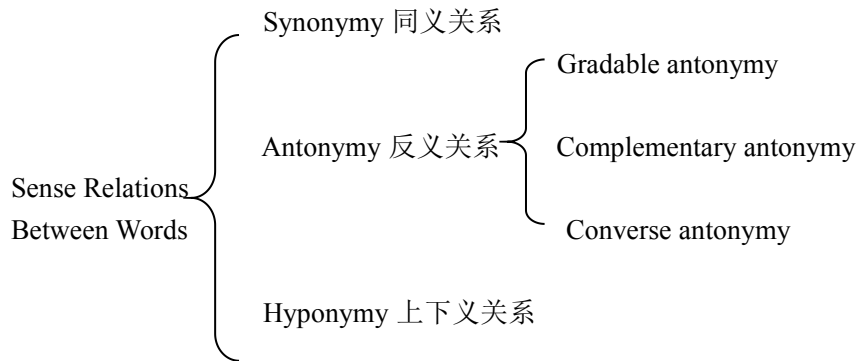 Synonymy 同义关系
Gradable antonymy
Antonymy 反义关系
Complementary antonymy
Sense Relations
Between Words
Converse antonymy
Hyponymy 上下义关系